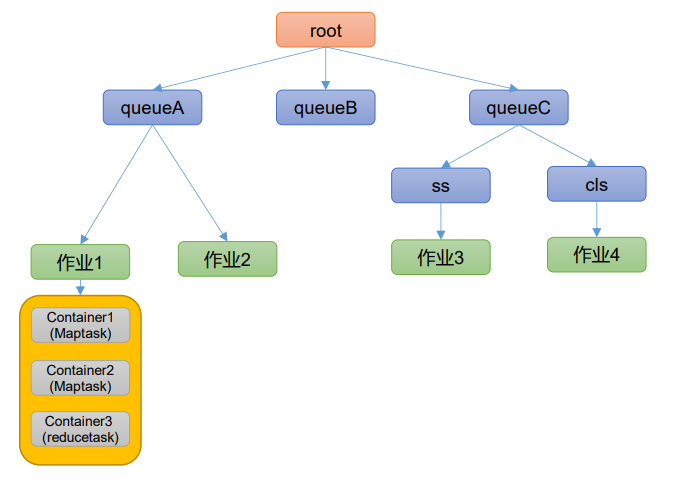 root
queueA
queueB
queueC
ss
cls
作业1
作业2
作业3
作业4
Container1
(Maptask)
Container2
(Maptask)
Container3
(reducetask)